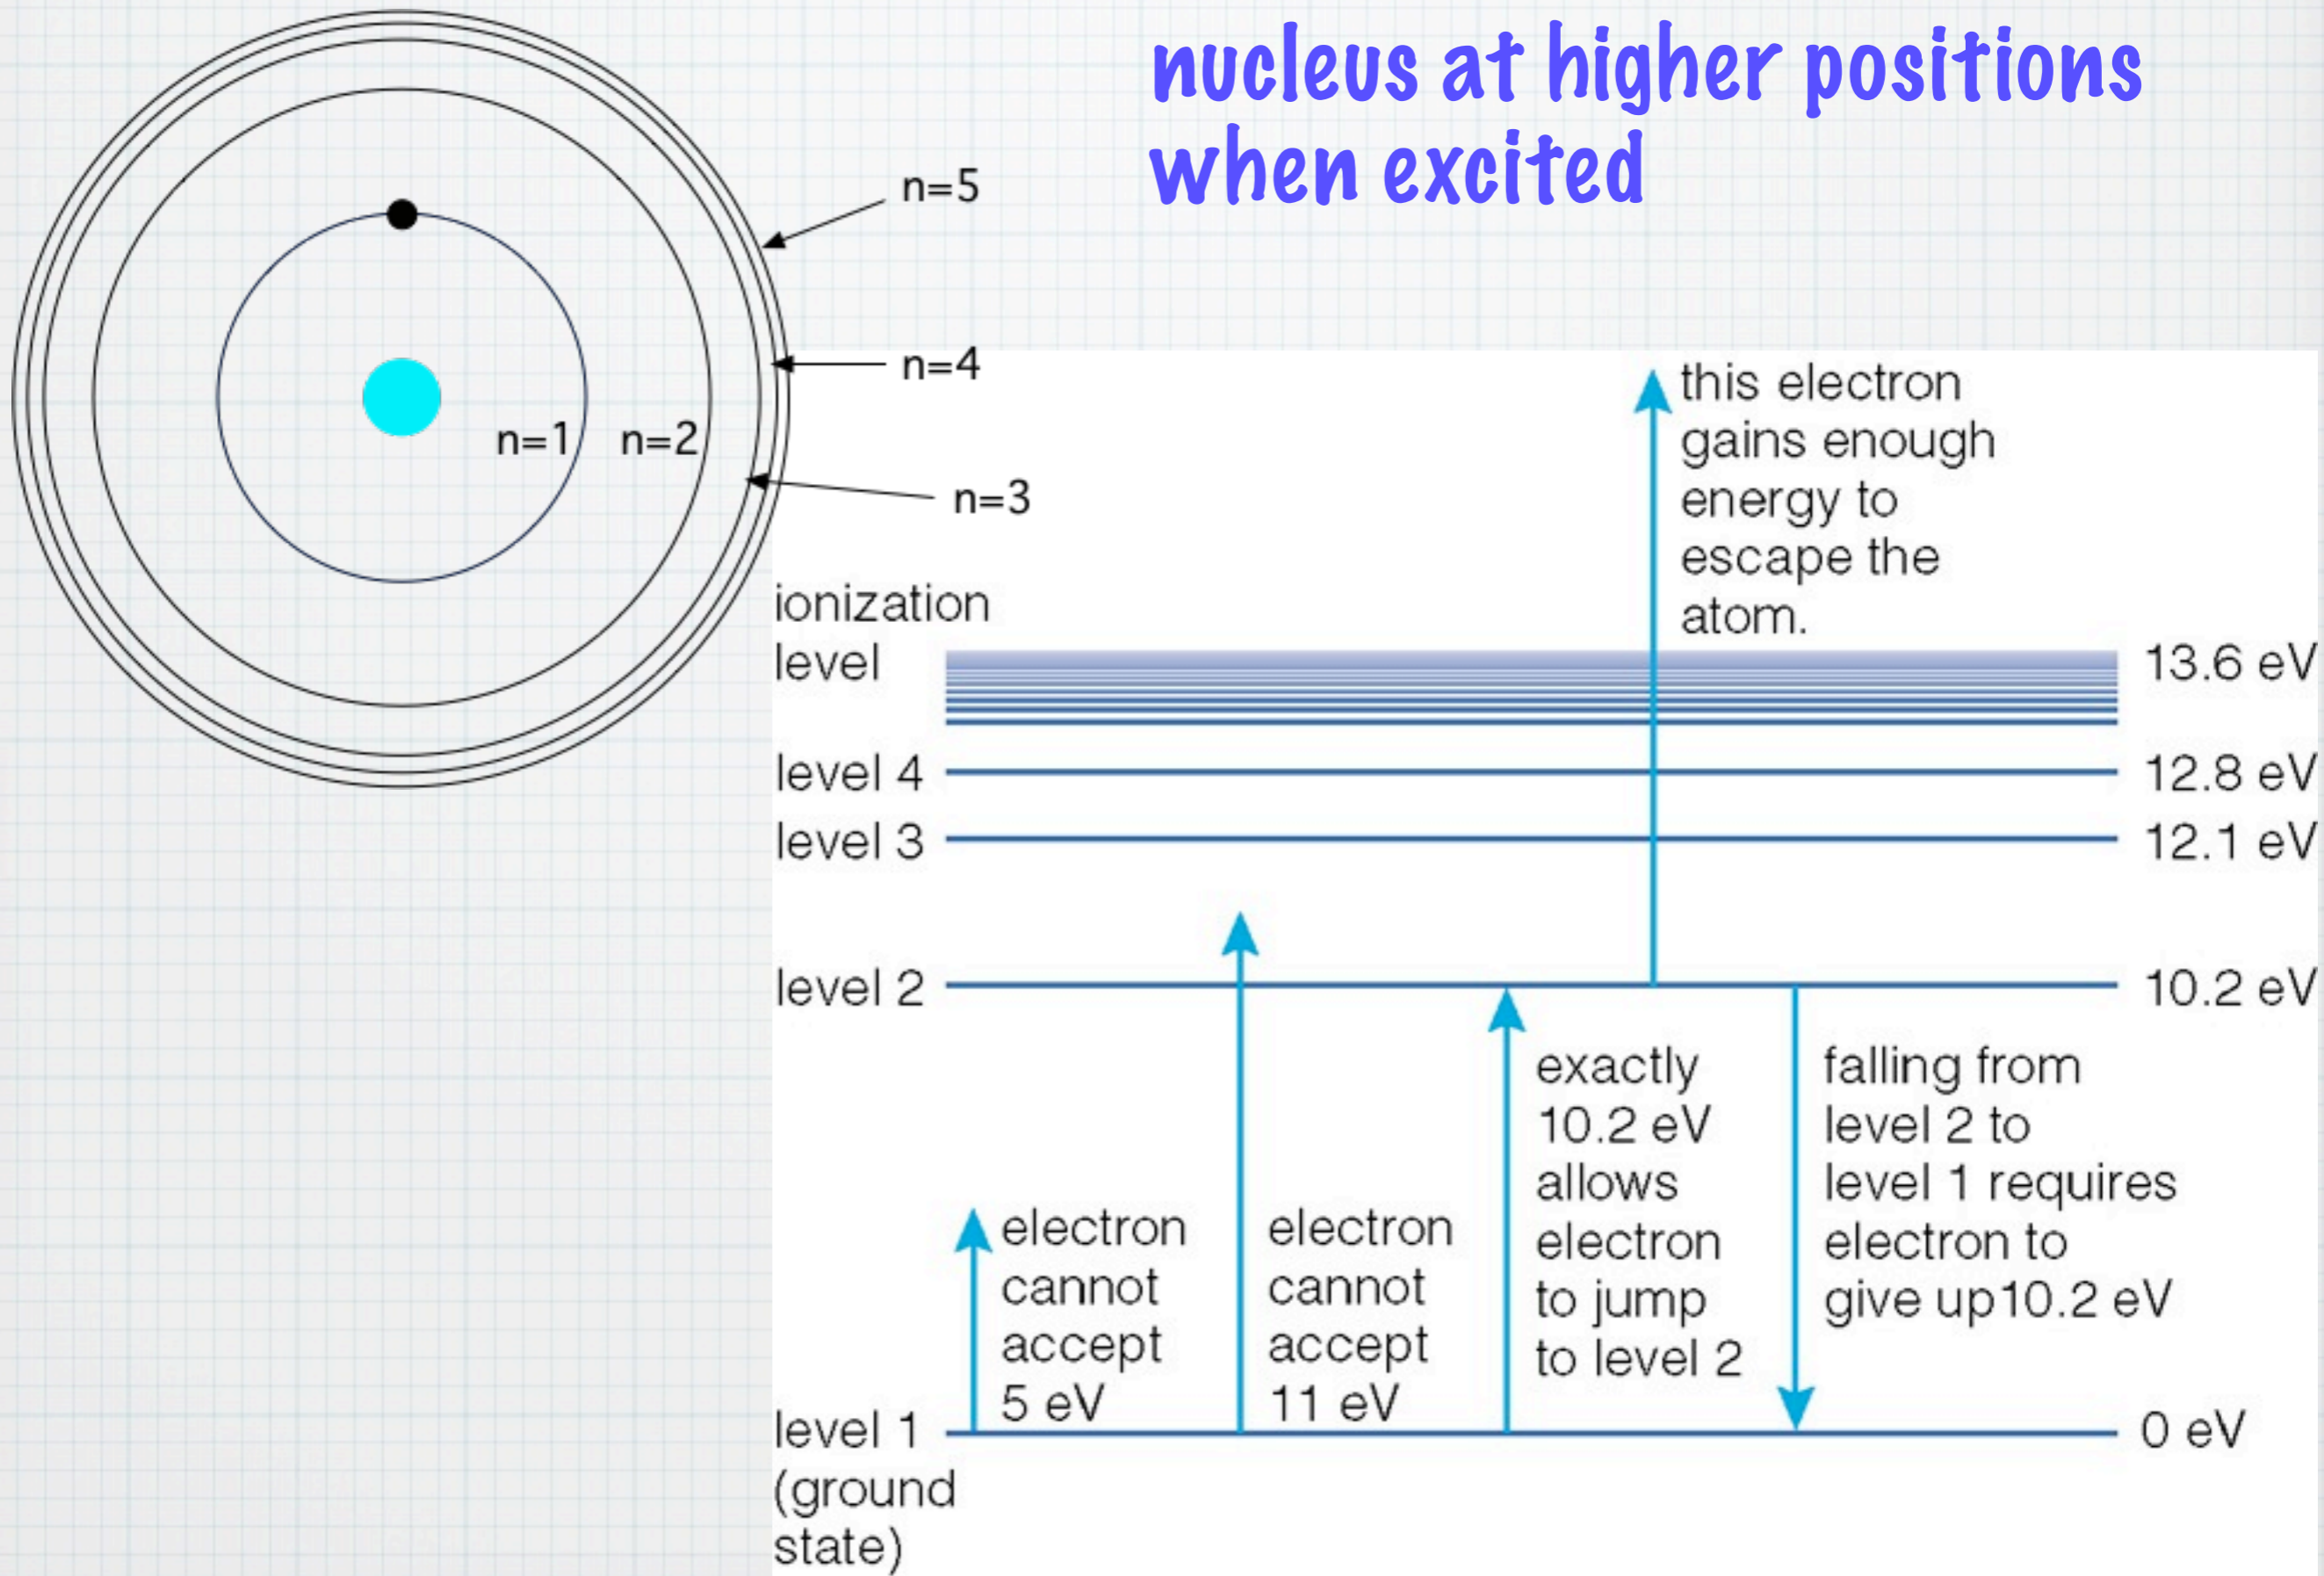 nucleus at higher positions
when excited
n=5
n=4
n=1
n=2
n=3
this electron
gains enough
energy to
escape the
atom.
ionization
level
13.6 eV
level 4
12.8 eV
level 3
12.1 eV
level 2
10.2 eV
electron
cannot
accept
5 eV
electron
cannot
accept
11 eV
exactly
10.2 eV
allows
electron
to jump
to level 2
falling from
level 2 to
level 1 requires
electron to
give up10.2 eV
level 1
(ground
state)
0 eV